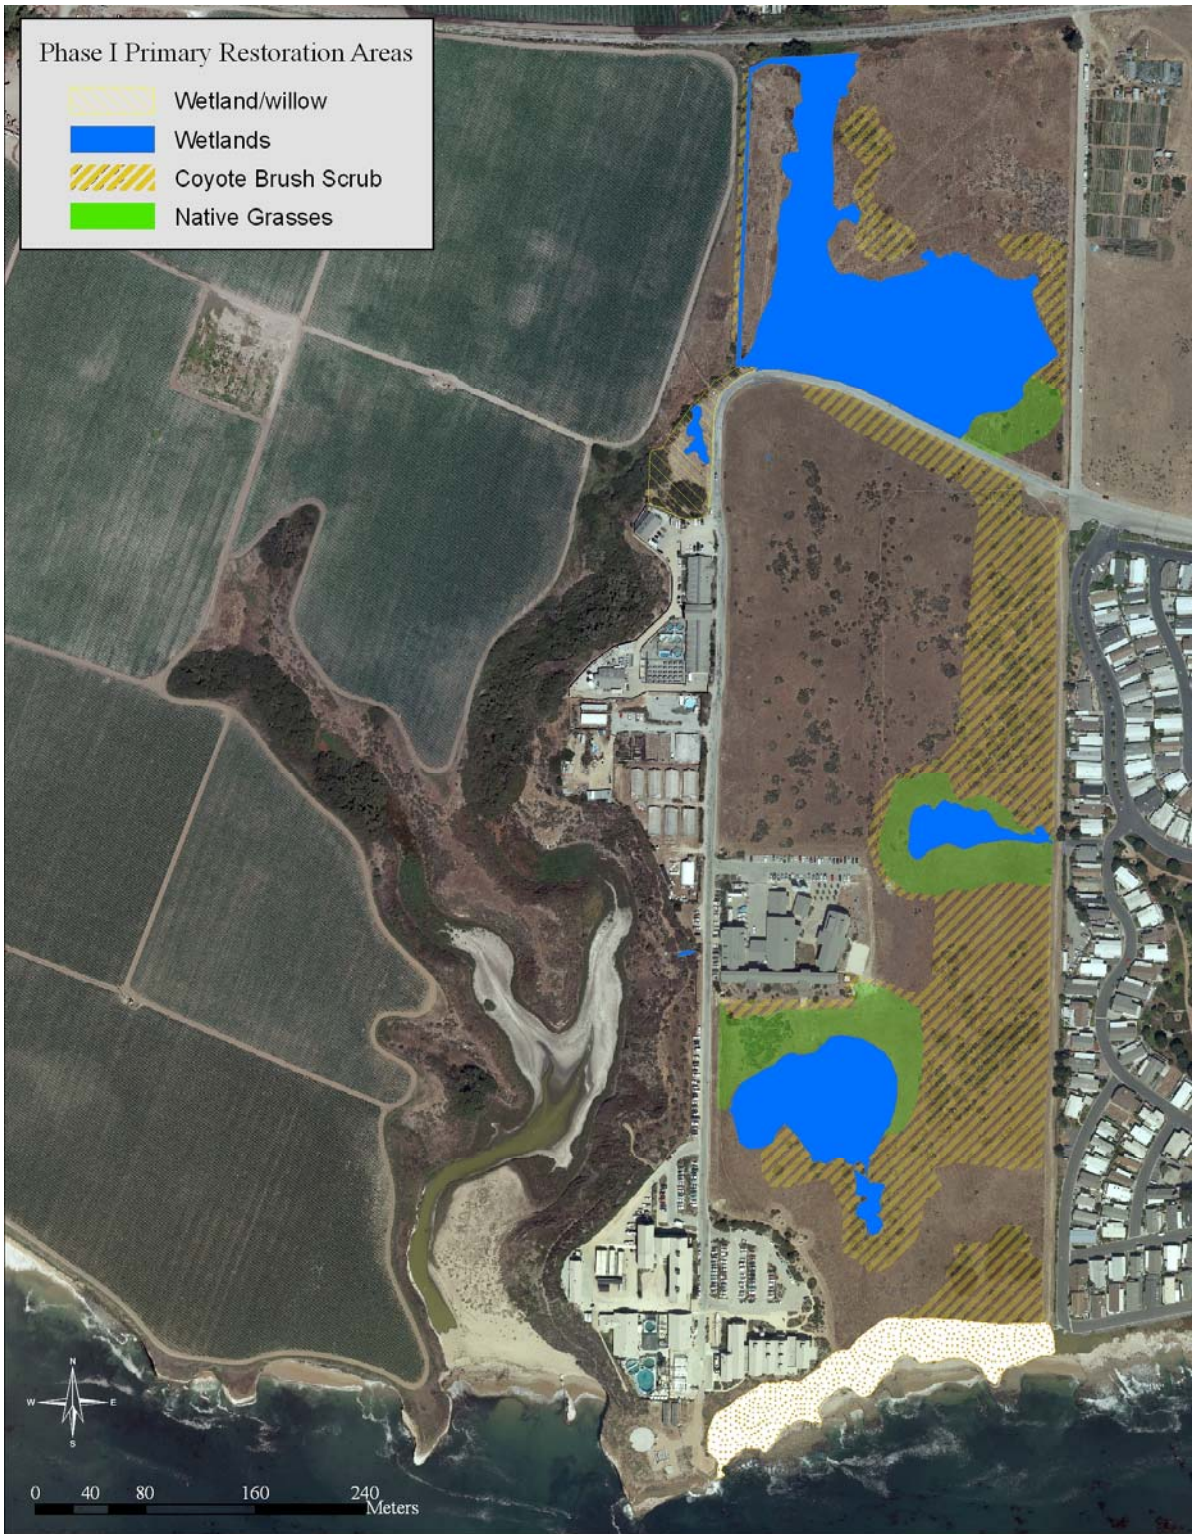 Phase I Primary Restoration Areas
Wetland/willow
Wetlands
Coyote Brush Scrub
Native Grasses
N
W E
S
0 40 80 160 240
Meters